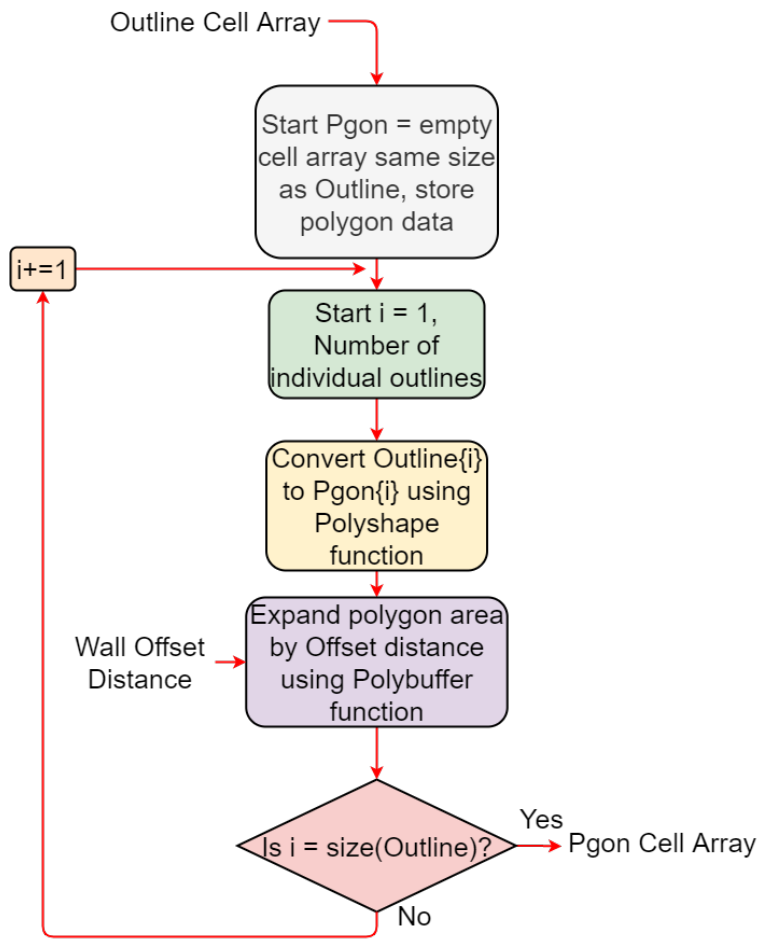 Outline Cell Array
Start Pgon = empty
cell array same size
as Outline, store
polygon data
i+=1
Start i = 1,
Number of
individual outlines
Convert Outline{i}
to Pgon{i} using
Polyshape
function
Expand polygon area
by Offset distance
using Polybuffer
function
Wall Offset
Distance
Is i = size(Outline)?
Yes
Pgon Cell Array
No